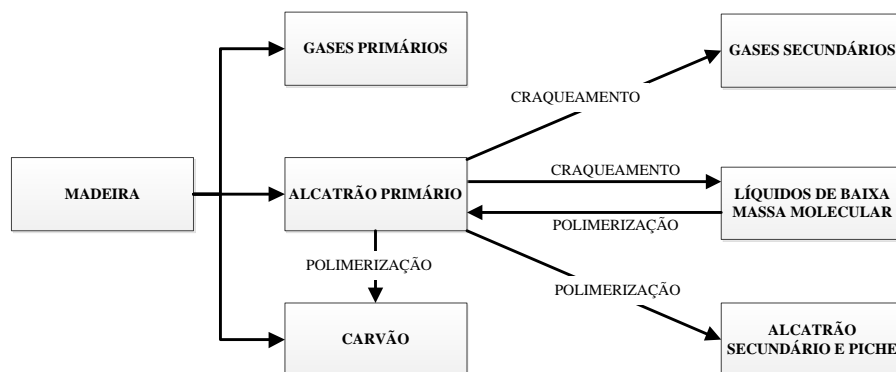 GASES PRIMÁRIOS
GASES SECUNDÁRIOS
CRAQUEAMENTO
MADEIRA
ALCATRÃO PRIMÁRIO
CRAQUEAMENTO
POLIMERIZAÇÃO
LÍQUIDOS DE BAIXA
MASSA MOLECULAR
POLIMERIZAÇÃO
POLIMERIZAÇÃO
CARVÃO
ALCATRÃO
SECUNDÁRIO E PICHE